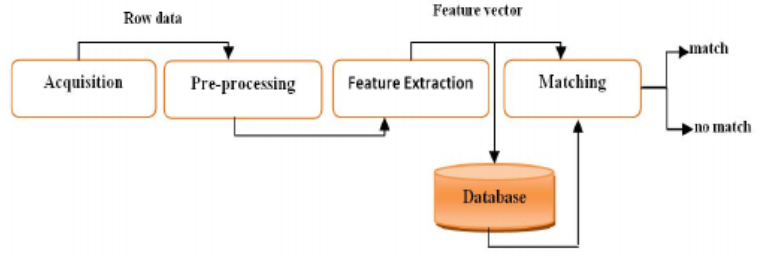 Row data
Feature vector
Acquisition
Pre-processing
Feature Extraction
Matching
match
no match
Database